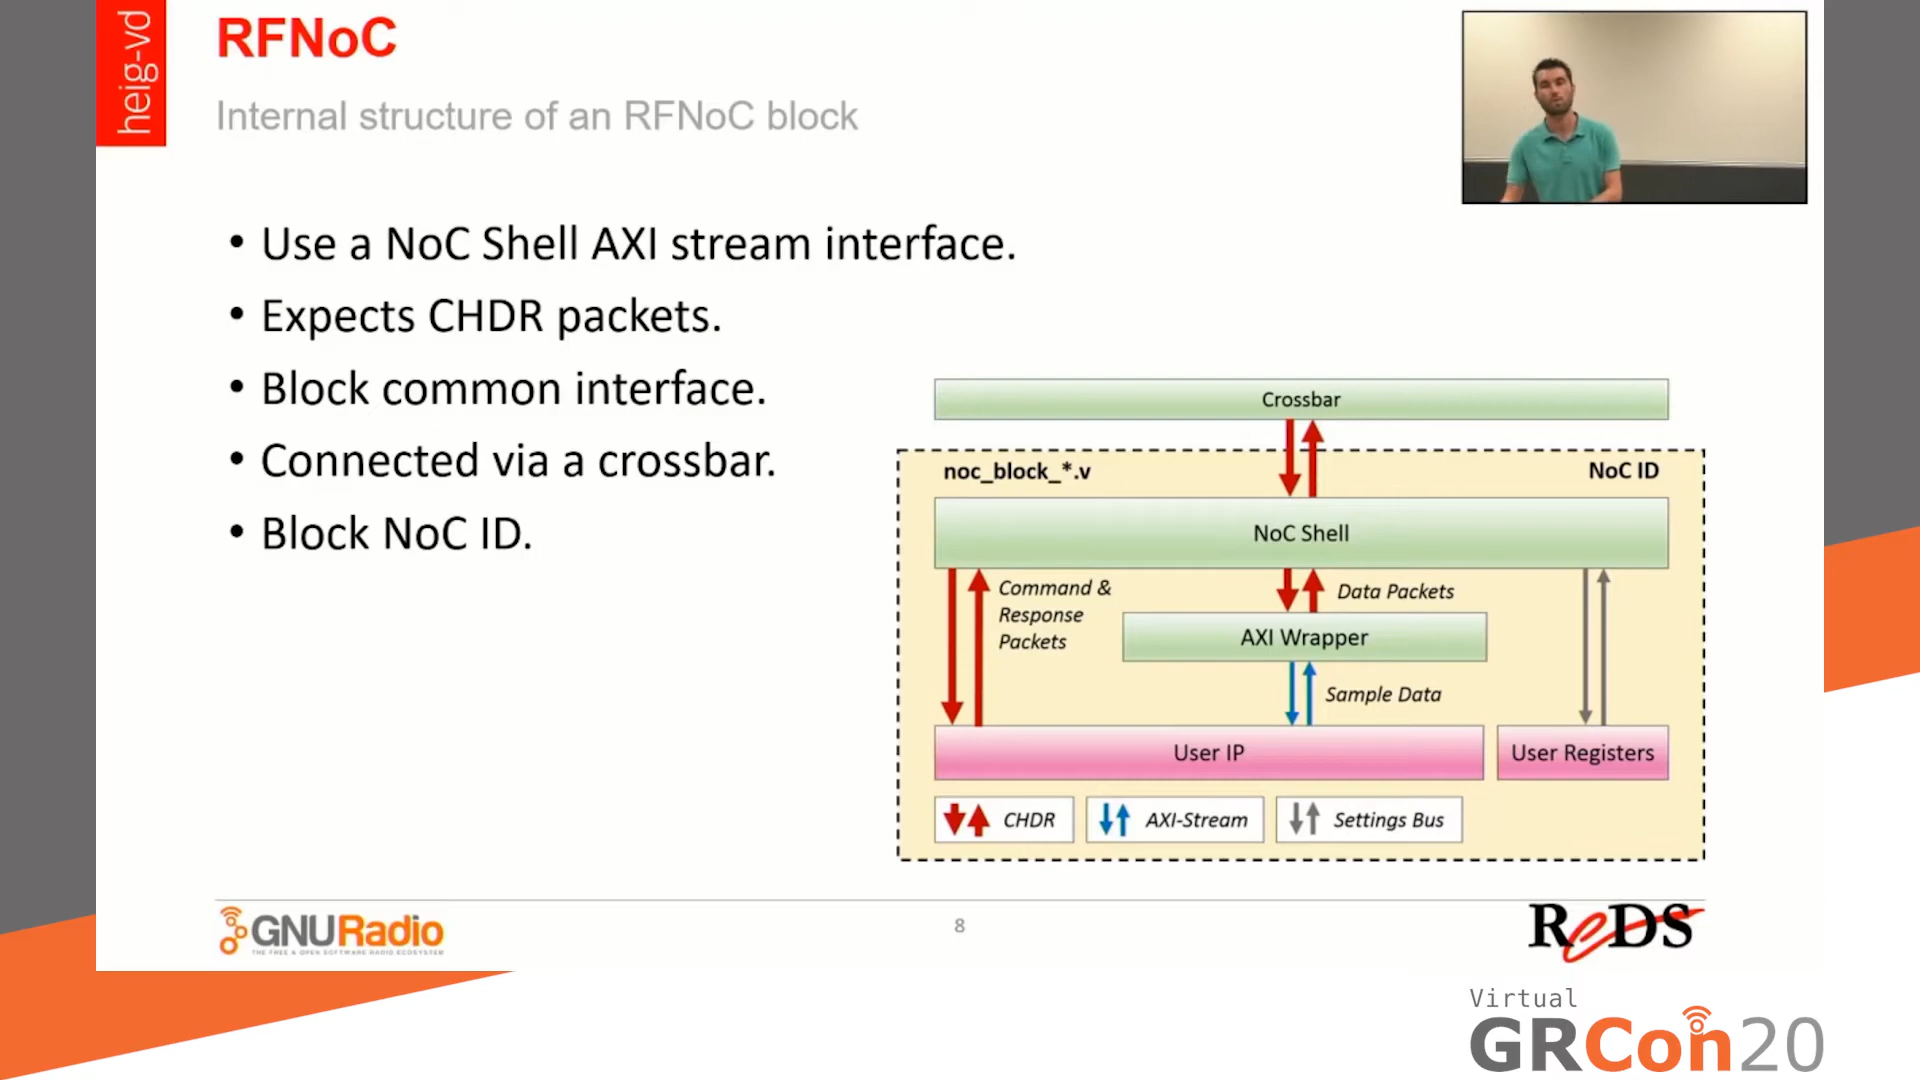 heig-vd
RFNoC
Internal structure of an RFNoC block
• Use a NoC Shell AXI stream interface.
• Expects CHDR packets.
• Block common interface.
• Connected via a crossbar.
• Block NoC ID.
Crossbar
noc_block_*.v
NoC ID
NoC Shell
Command &
Response
Packets
Data Packets
AXI Wrapper
Sample Data
User IP
User Registers
CHDR
AXI-Stream
Settings Bus
GNURadio
THE FREE & OPEN SOFTWARE RADIO ECOSYSTEM
8
ReDS
Virtual
GRCon20